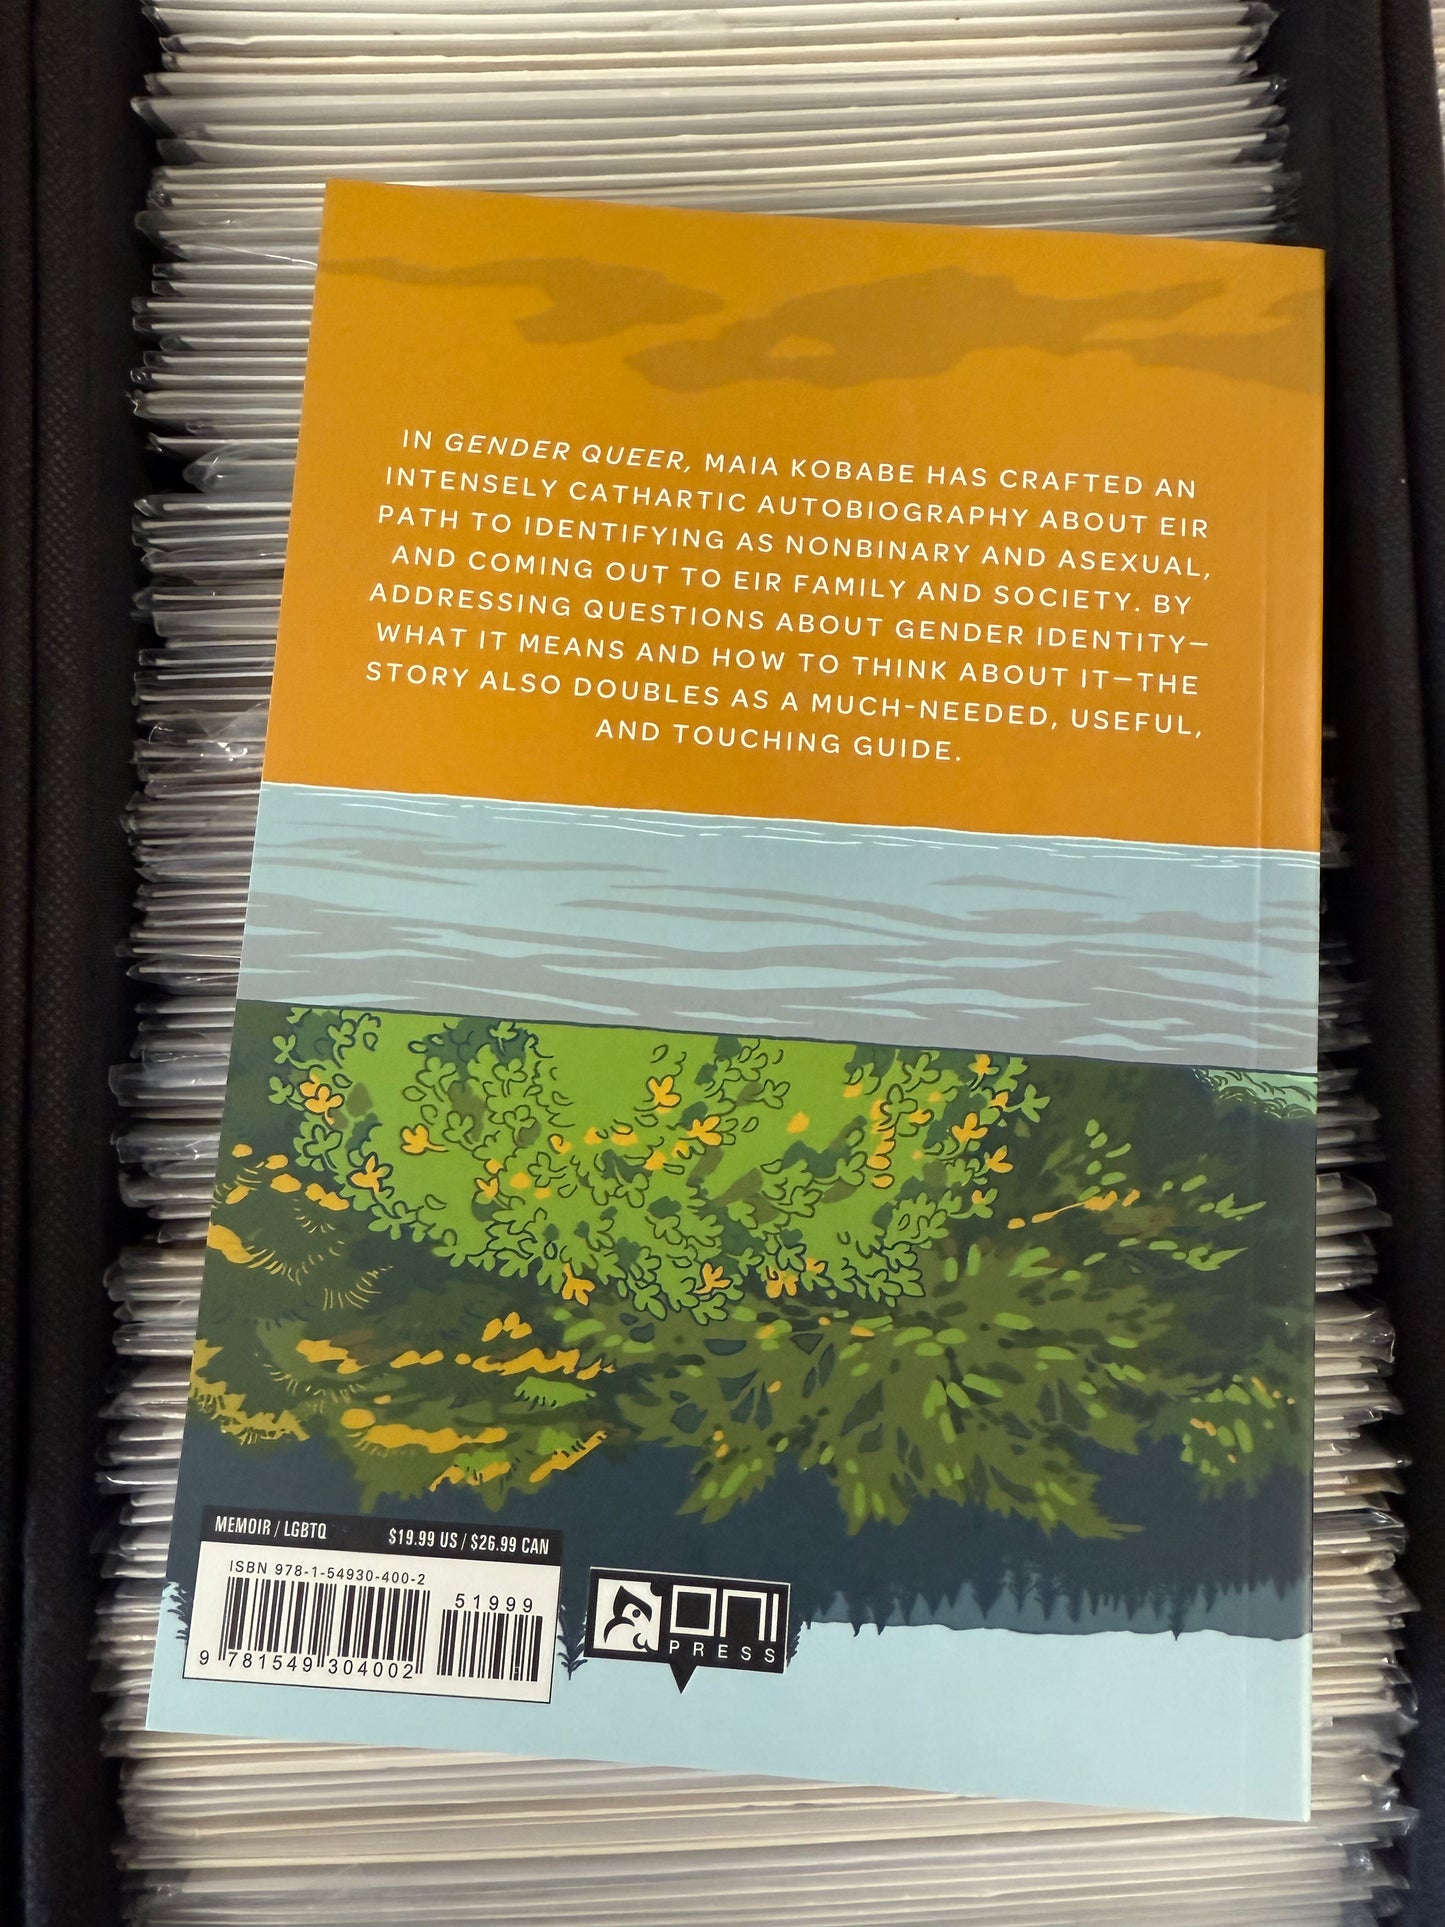 IN GENDER QUEER, MAIA KOBABE HAS CRAFTED AN
INTENSELY CATHARTIC AUTOBIOGRAPHY ABOUT EIR
PATH TO IDENTIFYING AS NONBINARY AND ASEXUAL,
AND COMING OUT TO EIR FAMILY AND SOCIETY. BY
ADDRESSING QUESTIONS ABOUT GENDER IDENTITY—
WHAT IT MEANS AND HOW TO THINK ABOUT IT—THE
STORY ALSO DOUBLES AS A MUCH-NEEDED, USEFUL,
AND TOUCHING GUIDE.
MEMOIR / LGBTQ $19.99 US / $26.99 CAN
ISBN 978-1-54930-400-2
51999
9 781549 304002
ONI
PRESS